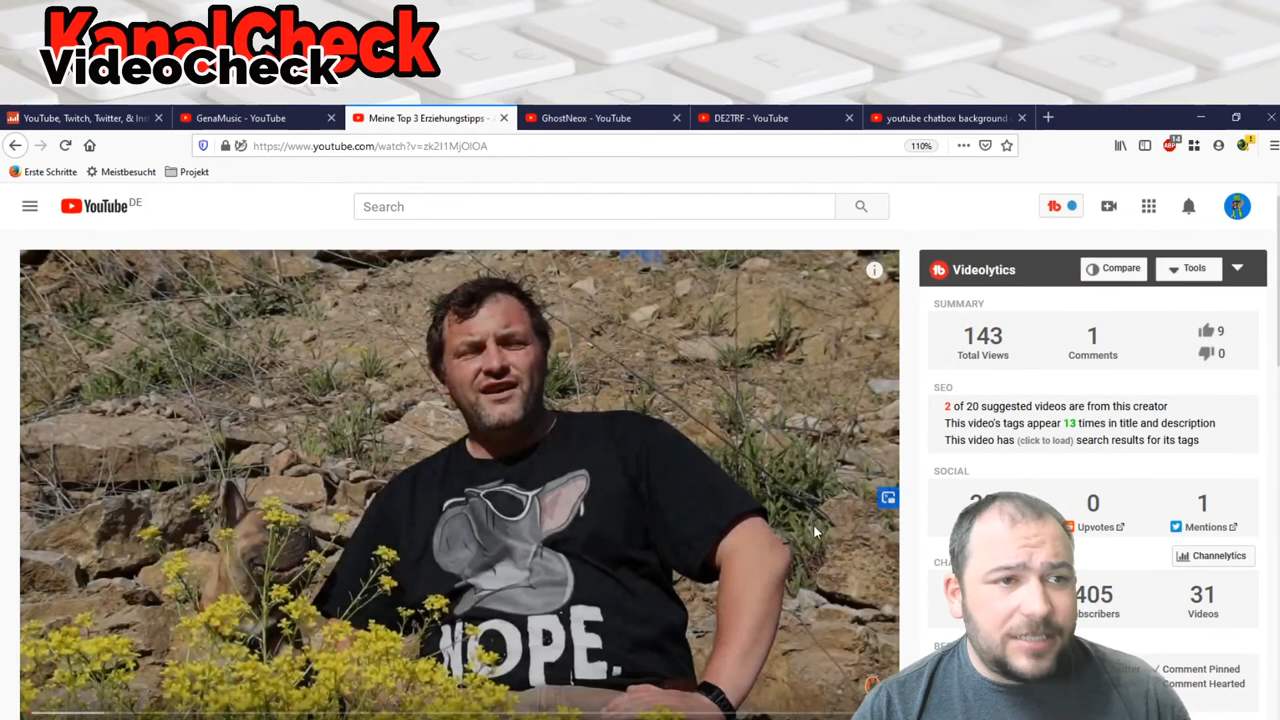 KanalCheck
VideoCheck
YouTube, Twitch, Twitter, & Inst
GenaMusic - YouTube
Meine Top 3 Erziehungstipps -
GhostNeox - YouTube
DE2TRF - YouTube
youtube chatbox background
https://www.youtube.com/watch?v=zk2I1MjOlOA
110%
14
Erste Schritte
Meistbesucht
Projekt
YouTube DE
Search
Videolytics
Compare
Tools
SUMMARY
143
1
9
Total Views
Comments
0
SEO
2 of 20 suggested videos are from this creator
This video's tags appear 13 times in title and description
This video has (click to load) search results for its tags
SOCIAL
0
1
Upvotes
Mentions
Channelytics
405
31
Videos
Comment Pinned
Comment Hearted
NOPE.